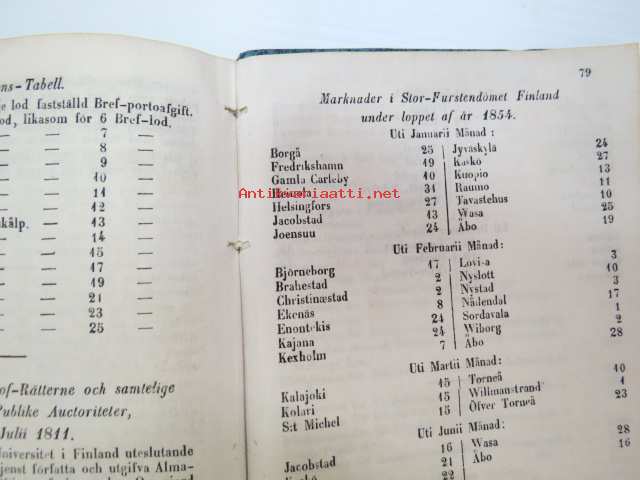 ns-Tabell.
e lod fastställd Bref-portoafgift.
od, likasom för 6 Bref-lod.
— 7 —
— 8 —
— 9 —
— 10 —
— 11 —
— 12 —
skålp. — 13 —
— 14 —
— 15 —
— 17 —
— 19 —
— 21 —
— 23 —
— 25 —
of-Rätterne och samtelige
Publike Auctoriteter,
Julii 1811.
niversitet i Finland uteslutande
jenst författa och utgifva Alma-
79
Marknader i Stor-Furstendömet Finland
under loppet af år 1854.
Uti Januarii Månad:
Borgå 25 Jyväskylä 24
Fredrikshamn 19 Kaskö 27
Gamla Carleby 10 Kuopio 13
Heinola 31 Raumo 11
Helsingfors 27 Tavastehus 10
Jacobstad 13 Wasa 25
Joensuu 24 Åbo 19
Antikvariaatti.net
Uti Februarii Månad:
Björneborg 17 Lovisa 3
Brahestad 2 Nyslott 10
Christinæstad 2 Nystad 3
Ekenäs 8 Nådendal 17
Enontekis 24 Sordavala 1
Kajana 24 Wiborg 2
Kexholm 7 Åbo 28
Uti Martii Månad:
Kalajoki 15 Torneå 10
Kolari 15 Willmanstrand 1
S:t Michel 15 Öfver Torneå 23
Uti Junii Månad:
16 Wasa 28
Jacobstad 21 Åbo 16
22